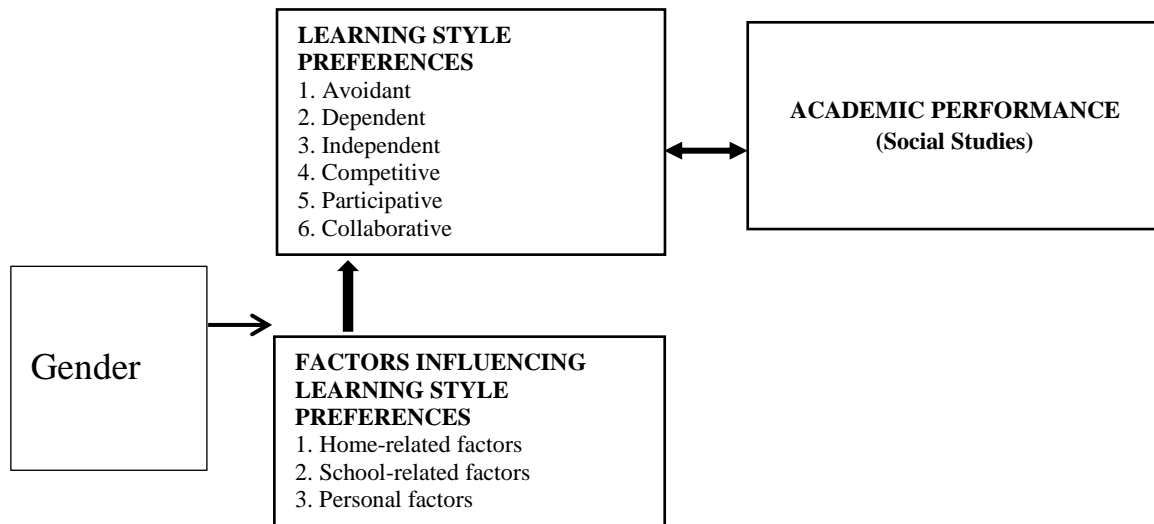 LEARNING STYLE
PREFERENCES
1. Avoidant
2. Dependent
3. Independent
4. Competitive
5. Participative
6. Collaborative
ACADEMIC PERFORMANCE
(Social Studies)
Gender
FACTORS INFLUENCING
LEARNING STYLE
PREFERENCES
1. Home-related factors
2. School-related factors
3. Personal factors